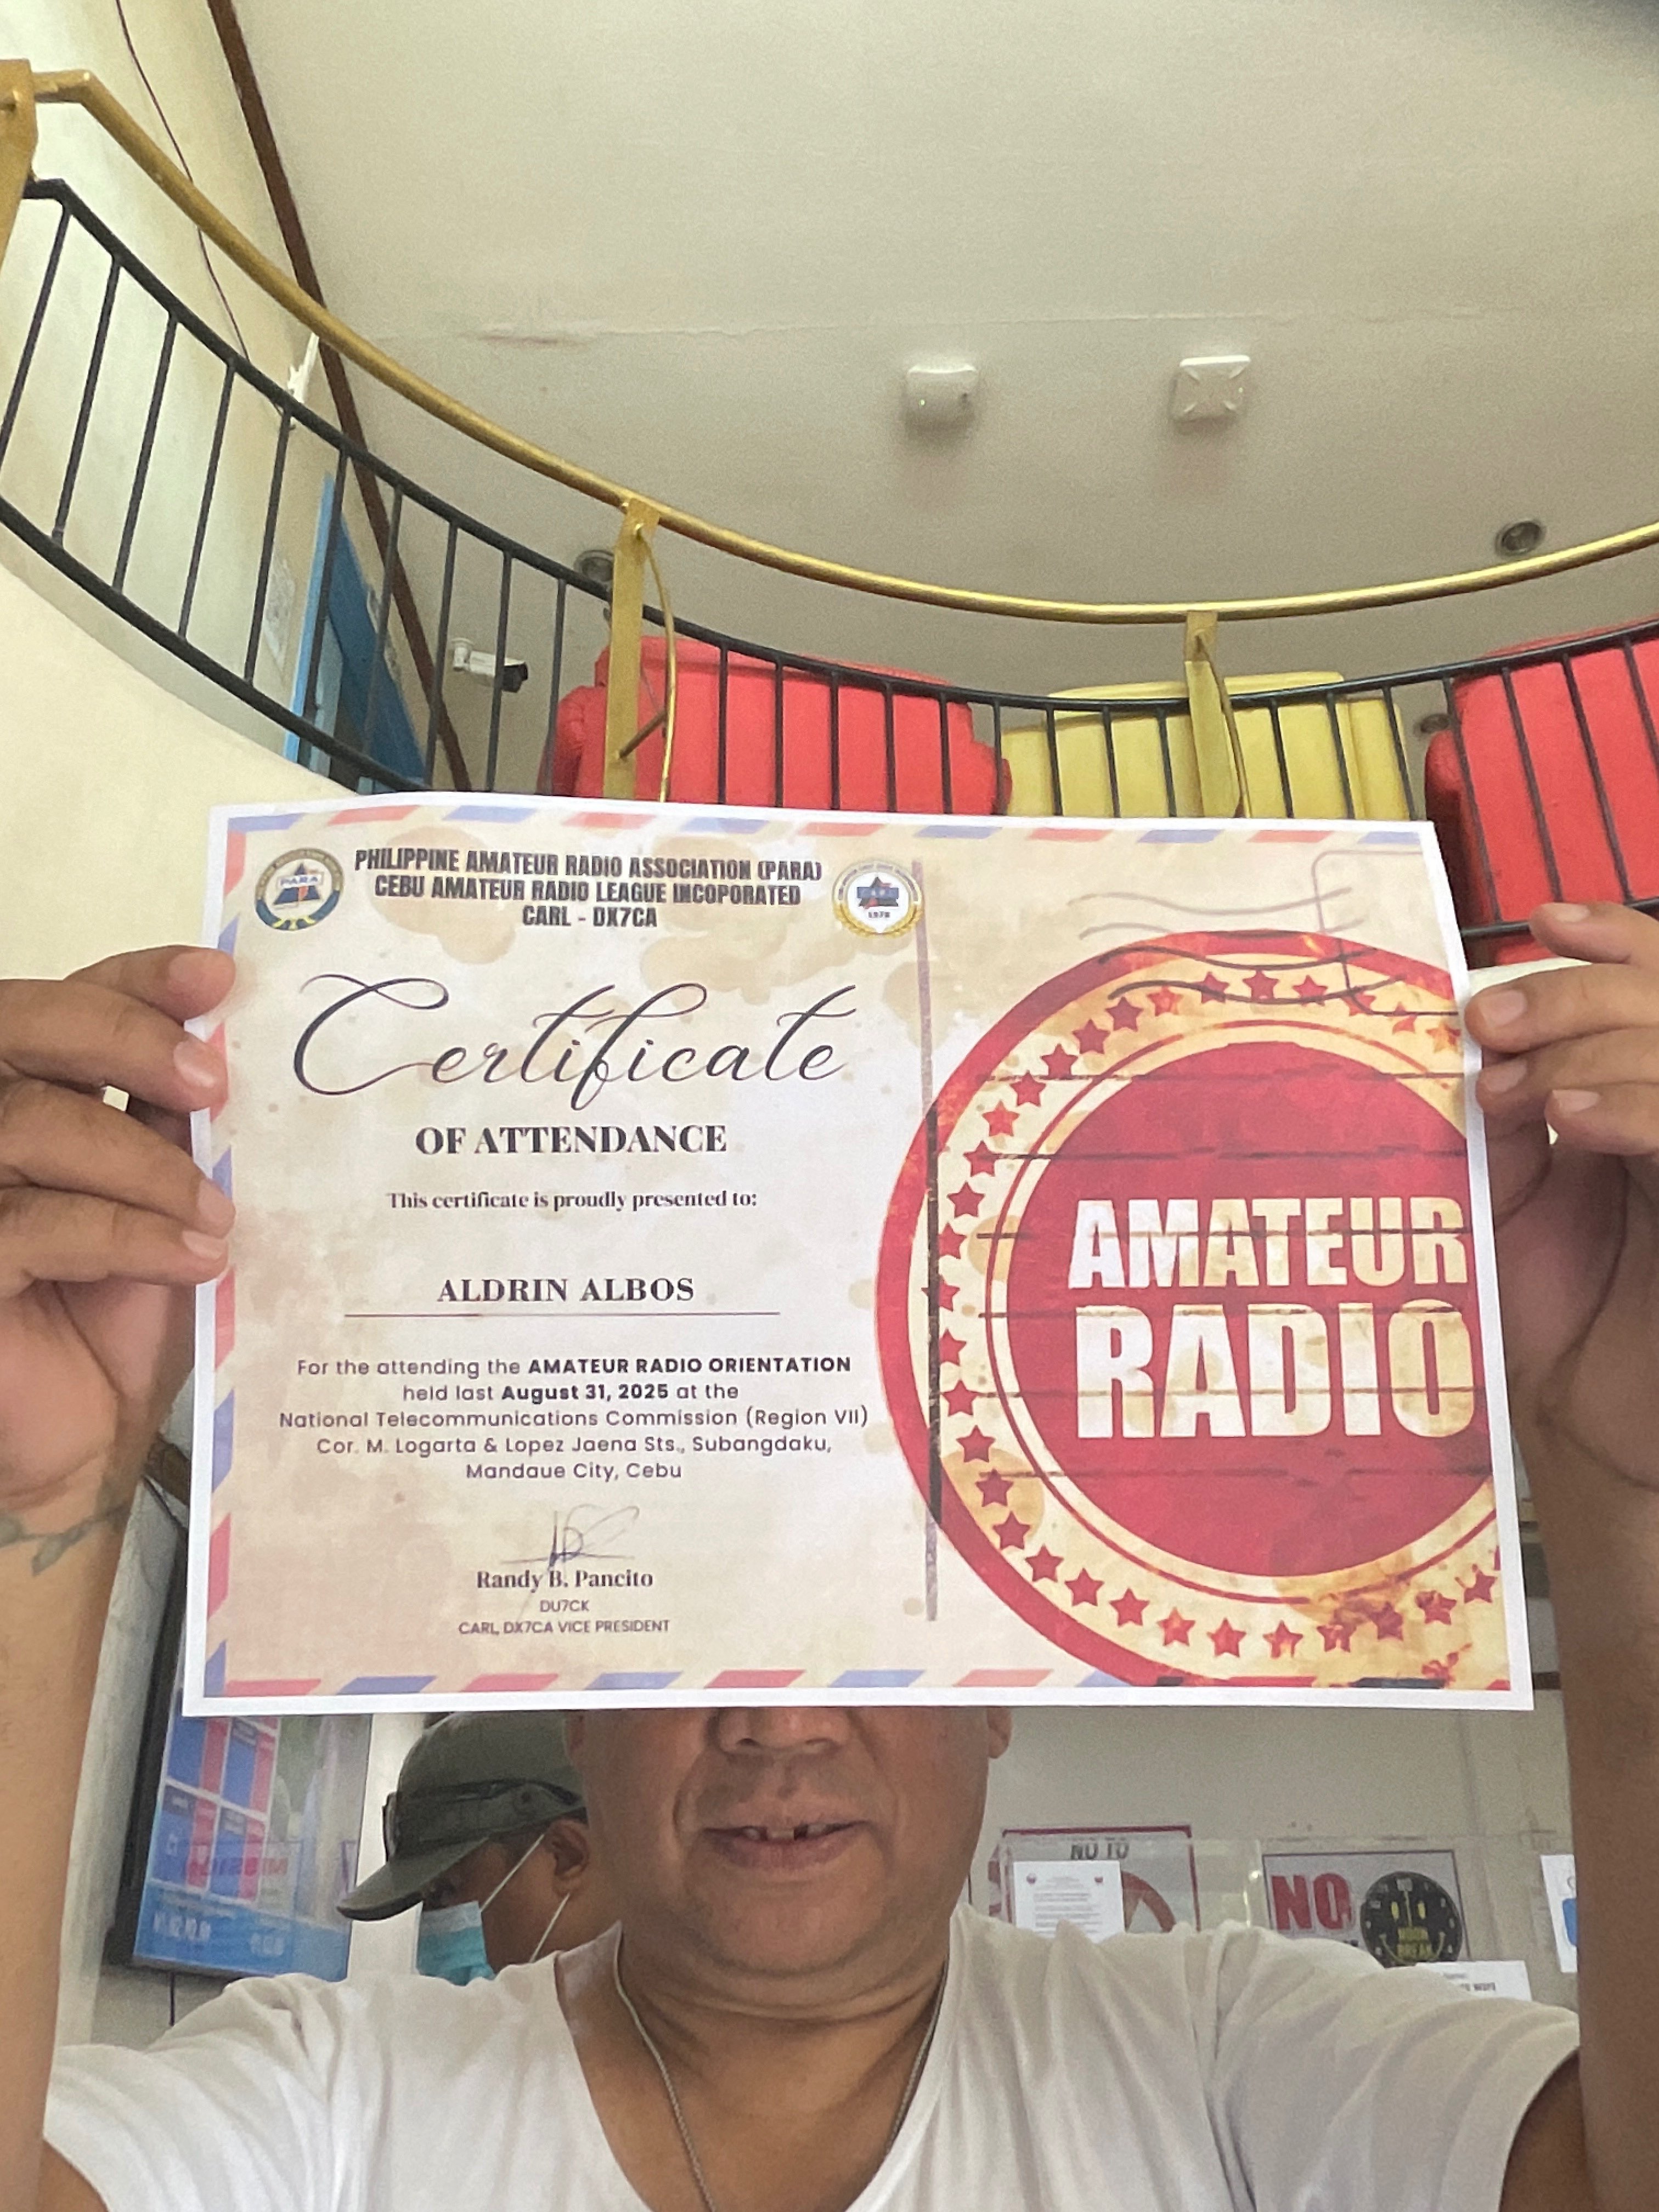 PHILIPPINE AMATEUR RADIO ASSOCIATION (PARA)
CEBU AMATEUR RADIO LEAGUE INCOPORATED
CARL - DX7CA
PARA
1978
Certificate
OF ATTENDANCE
This certificate is proudly presented to:
ALDRIN ALBOS
For the attending the AMATEUR RADIO ORIENTATION
held last August 31, 2025 at the
National Telecommunications Commission (Region VII)
Cor. M. Logarta & Lopez Jaena Sts., Subangdaku,
Mandaue City, Cebu
Randy B. Pancito
DU7CK
CARL, DX7CA VICE PRESIDENT
AMATEUR
RADIO
NO TO
NO
NOON
BREAK